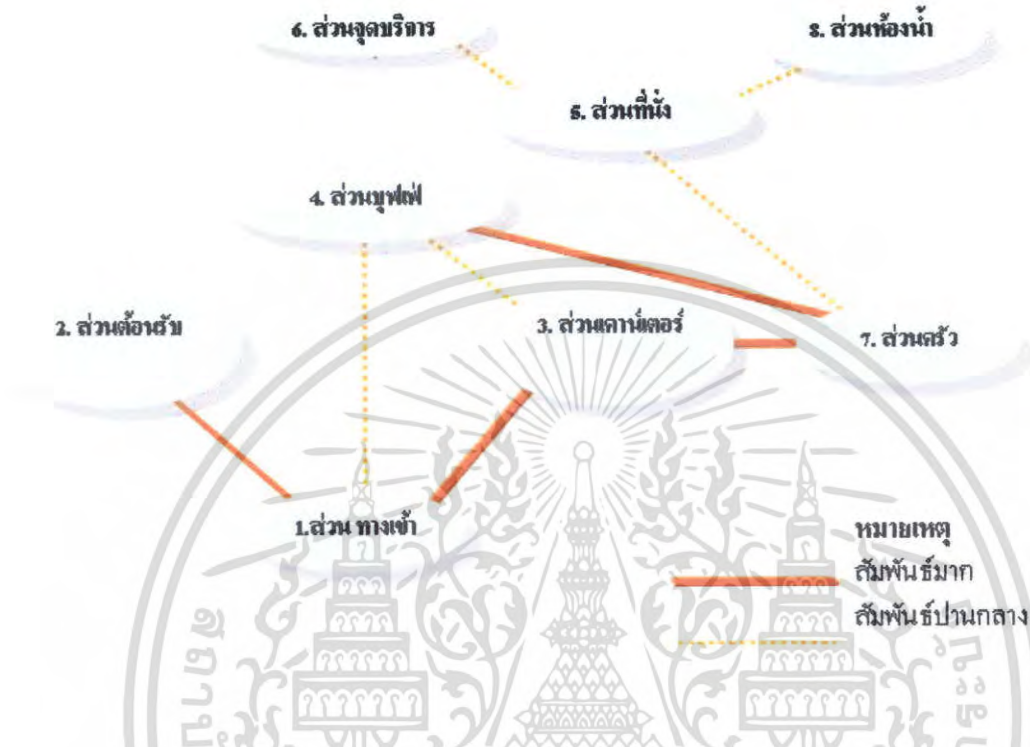 6. ส่วนจุดบริการ
8. ส่วนห้องน้ำ
5. ส่วนที่นั่ง
4. ส่วนบุฟเฟ่
2. ส่วนต้อนรับ
3. ส่วนเคาน์เตอร์
7. ส่วนครัว
1.ส่วน ทางเข้า
หมายเหตุ
สัมพันธ์มาก
สัมพันธ์ปานกลาง